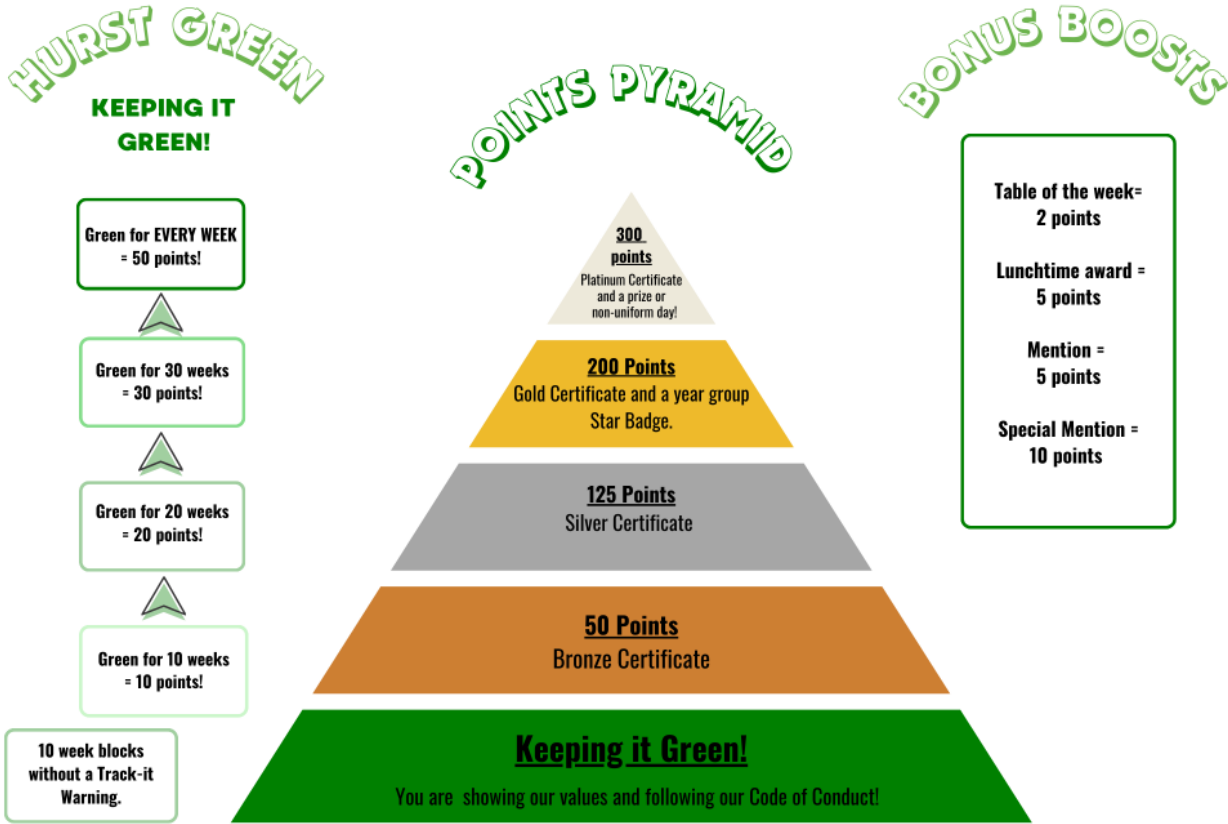 HURST GREEN
KEEPING IT
GREEN!
Green for EVERY WEEK
= 50 points!
Green for 30 weeks
= 30 points!
Green for 20 weeks
= 20 points!
Green for 10 weeks
= 10 points!
10 week blocks
without a Track-it
Warning.
POINTS PYRAMID
300
points
Platinum Certificate
and a prize or
non-uniform day!
200 Points
Gold Certificate and a year group
Star Badge.
125 Points
Silver Certificate
50 Points
Bronze Certificate
Keeping it Green!
You are showing our values and following our Code of Conduct!
BONUS BOOSTS
Table of the week=
2 points
Lunchtime award =
5 points
Mention =
5 points
Special Mention =
10 points